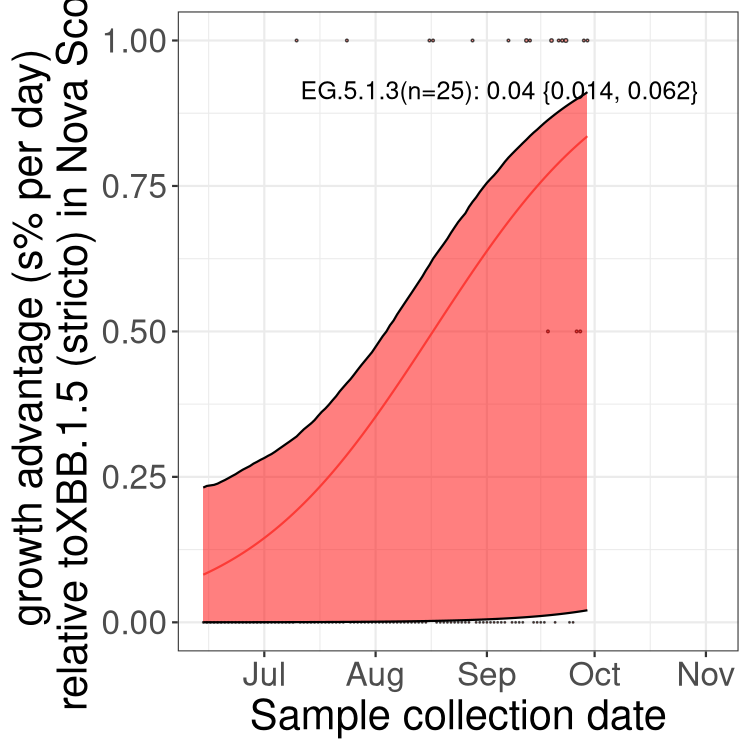 growth advantage (s% per day)
relative toXBB.1.5 (stricto) in Nova Sco
1.00
0.75
0.50
0.25
0.00
EG.5.1.3(n=25): 0.04 {0.014, 0.062}
Jul Aug Sep Oct Nov
Sample collection date